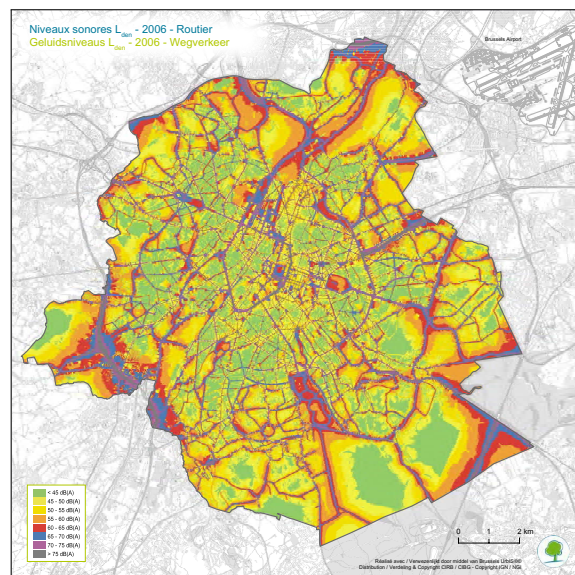 Niveaux sonores Lden - 2006 - Routier
Geluidsniveaus Lden - 2006 - Wegverkeer
Brussels Airport
< 45 dB(A)
45 - 50 dB(A)
50 - 55 dB(A)
55 - 60 dB(A)
60 - 65 dB(A)
65 - 70 dB(A)
70 - 75 dB(A)
> 75 dB(A)
0 1 2 km
Réalisé avec / Verwezenlijkt door middel van Brussels UrbIS®©
Distribution / Verdeling & Copyright CIRB / CIBG - Copyright IGN / NGI